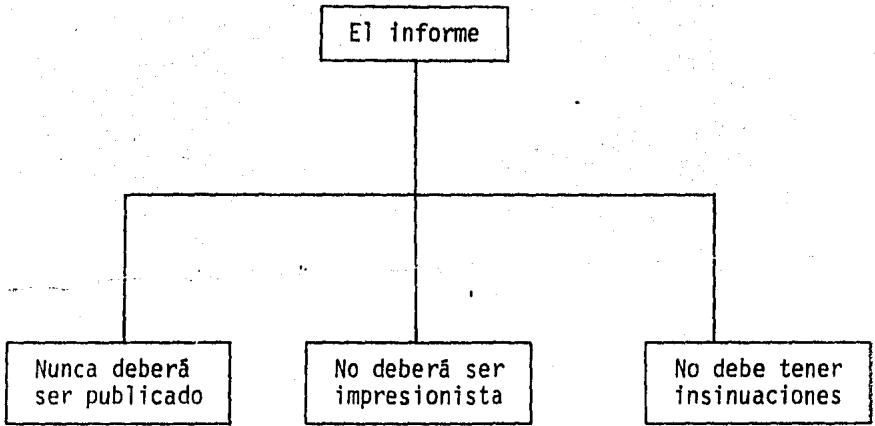 El informe
Nunca deberá
ser publicado
No deberá ser
impresionista
No debe tener
insinuaciones